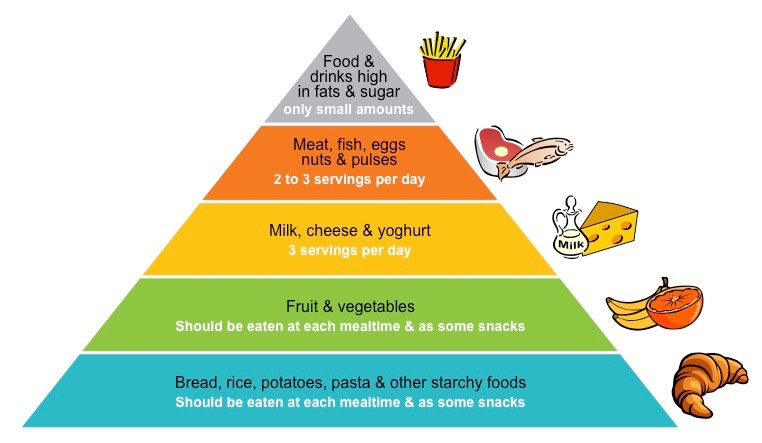 Food &
drinks high
in fats & sugar
only small amounts
Meat, fish, eggs
nuts & pulses
2 to 3 servings per day
Milk, cheese & yoghurt
3 servings per day
Milk
Fruit & vegetables
Should be eaten at each mealtime & as some snacks
Bread, rice, potatoes, pasta & other starchy foods
Should be eaten at each mealtime & as some snacks